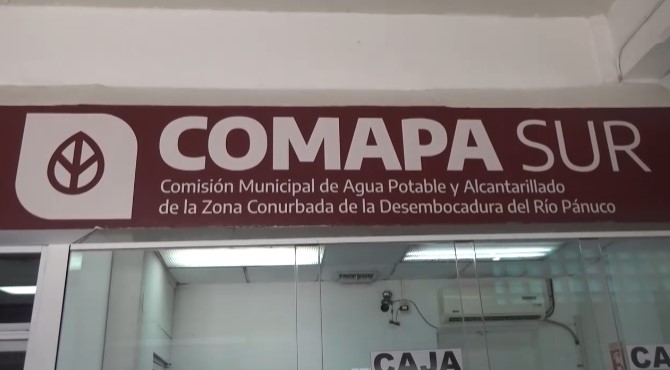 COMAPA SUR
Comisión Municipal de Agua Potable y Alcantarillado
de la Zona Conurbada de la Desembocadura del Río Pánuco
CAJA
CA